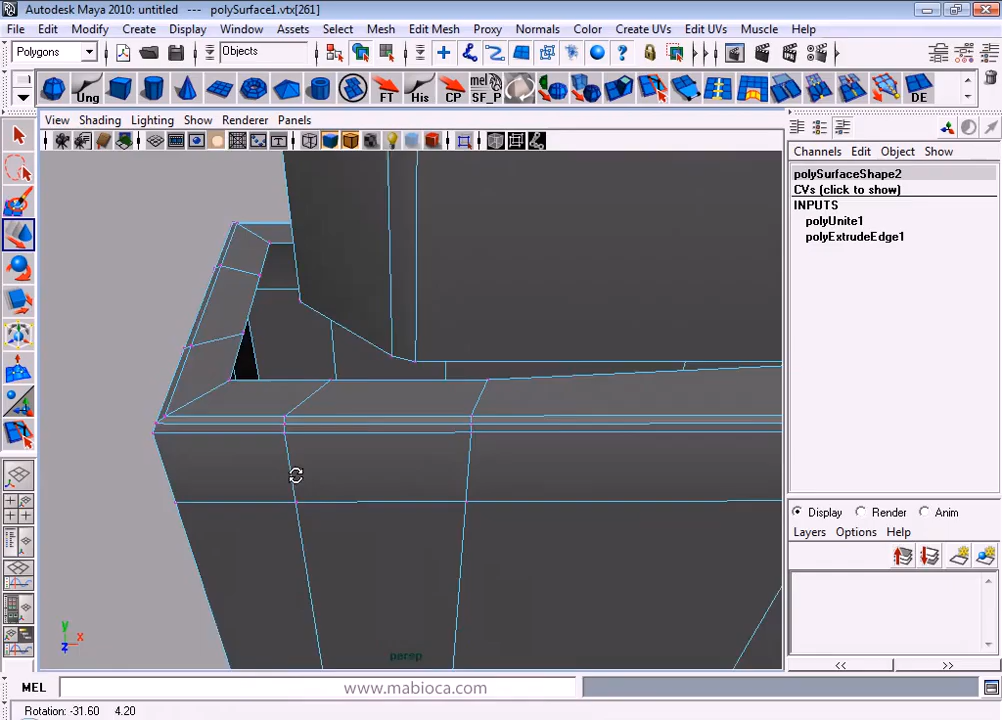 Autodesk Maya 2010: untitled --- polySurface1.vtx[261]
File Edit Modify Create Display Window Assets Select Mesh Edit Mesh Proxy Normals Color Create UVs Edit UVs Muscle Help
Polygons Objects
Ung FT His CP mel SF_P DE
View Shading Lighting Show Renderer Panels
Channels Edit Object Show
polySurfaceShape2
CVs (click to show)
INPUTS
polyUnite1
polyExtrudeEdge1
Display Render Anim
Layers Options Help
y
x
z
persp
<< >>
MEL www.mabioca.com
Rotation: -31.60 4.20